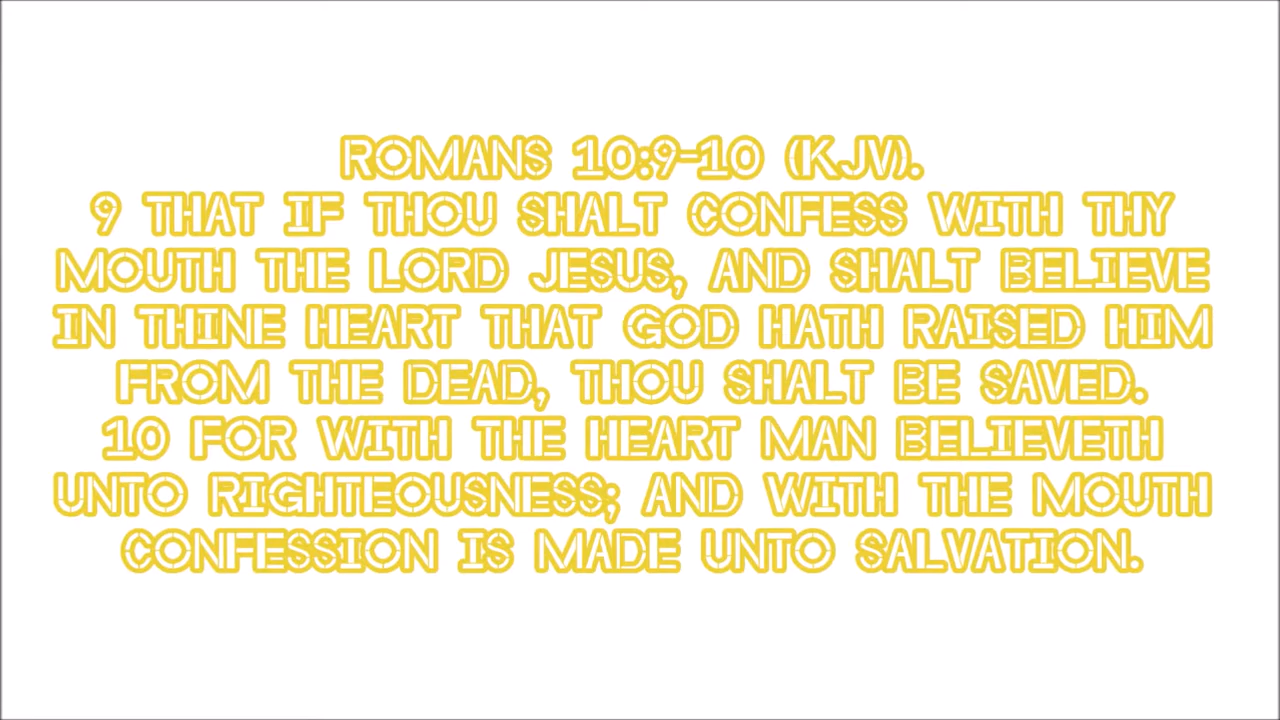 ROMANS 10:9-10 (KJV).
9 THAT IF THOU SHALT CONFESS WITH THY
MOUTH THE LORD JESUS, AND SHALT BELIEVE
IN THINE HEART THAT GOD HATH RAISED HIM
FROM THE DEAD, THOU SHALT BE SAVED.
10 FOR WITH THE HEART MAN BELIEVETH
UNTO RIGHTEOUSNESS; AND WITH THE MOUTH
CONFESSION IS MADE UNTO SALVATION.